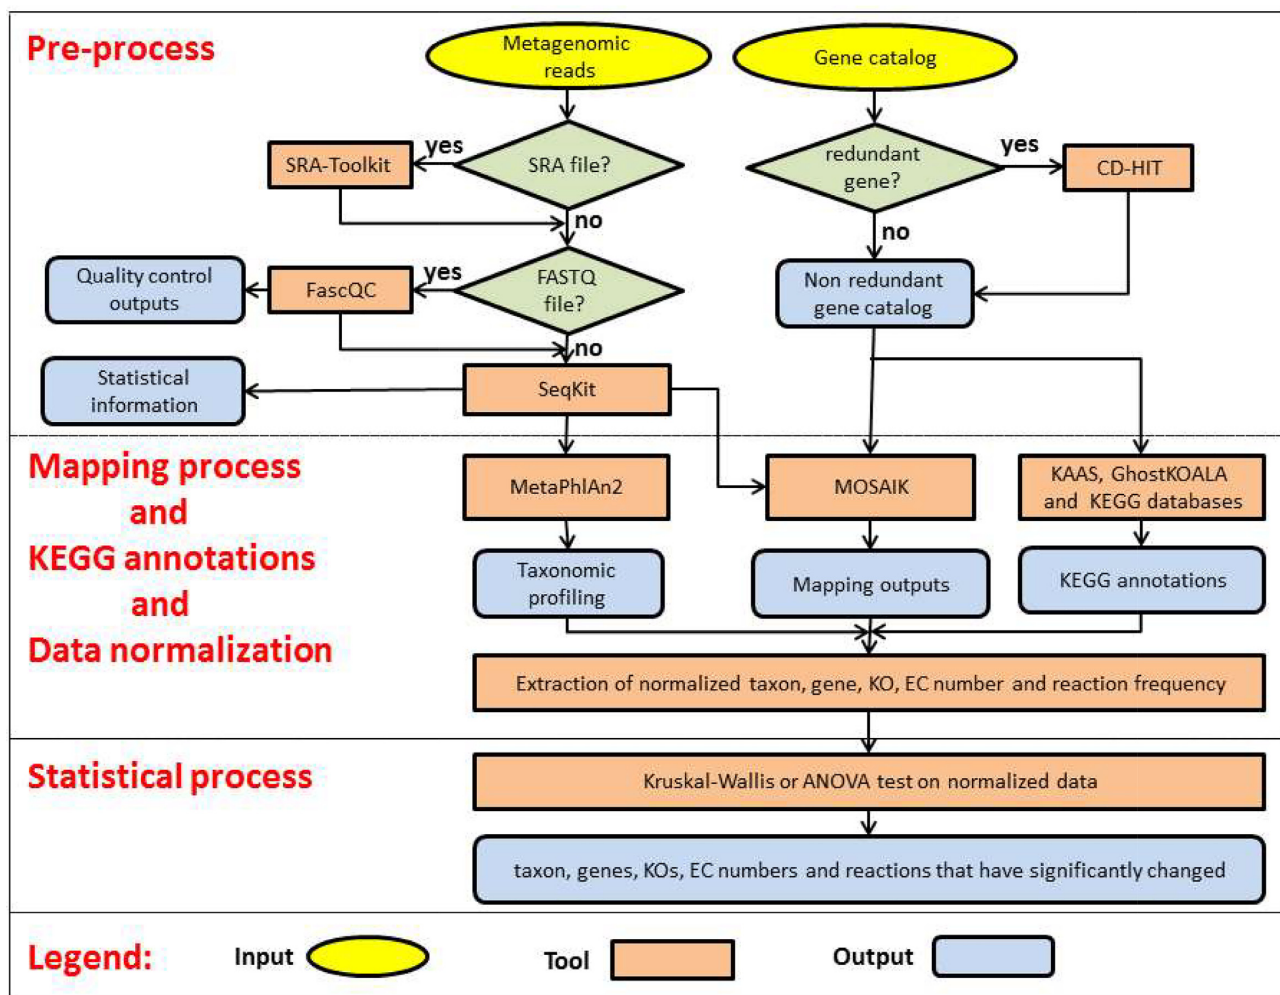 Pre-process
Metagenomic
reads
Gene catalog
SRA-Toolkit
yes
SRA file?
no
redundant
gene?
yes
CD-HIT
no
Quality control
outputs
FascQC
yes
FASTQ
file?
no
Non redundant
gene catalog
Statistical
information
SeqKit
Mapping process
and
KEGG annotations
and
Data normalization
MetaPhlAn2
MOSAIK
KAAS, GhostKOALA
and KEGG databases
Taxonomic
profiling
Mapping outputs
KEGG annotations
Extraction of normalized taxon, gene, KO, EC number and reaction frequency
Statistical process
Kruskal-Wallis or ANOVA test on normalized data
taxon, genes, KOs, EC numbers and reactions that have significantly changed
Legend:
Input
Tool
Output